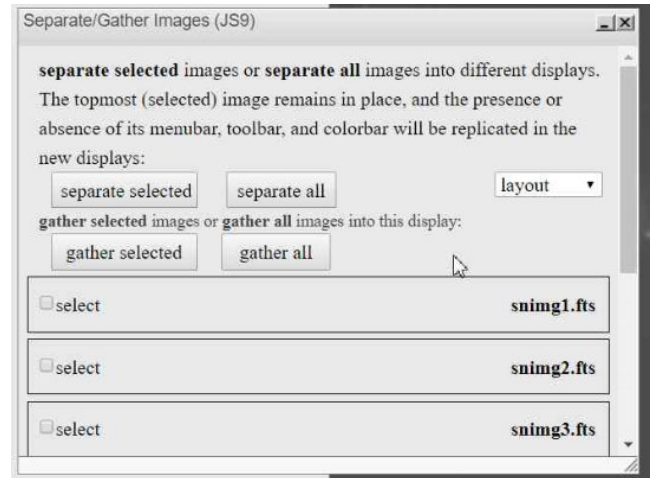 Separate/Gather Images (JS9)
separate selected images or separate all images into different displays.
The topmost (selected) image remains in place, and the presence or
absence of its menubar, toolbar, and colorbar will be replicated in the
new displays:
separate selected separate all layout
gather selected images or gather all images into this display:
gather selected gather all
select snimg1.fts
select snimg2.fts
select snimg3.fts